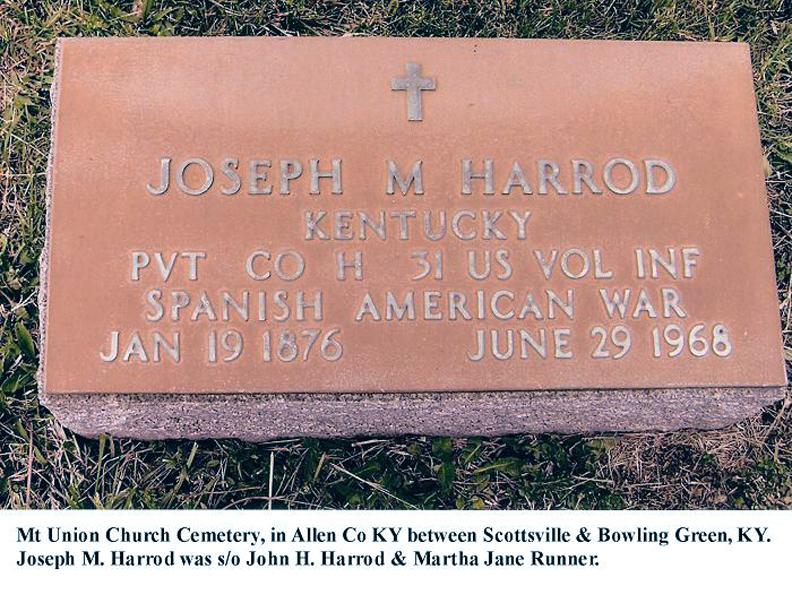 JOSEPH M HARROD
KENTUCKY
PVT CO H 31 US VOL INF
SPANISH AMERICAN WAR
JAN 19 1876 JUNE 29 1968
Mt Union Church Cemetery, in Allen Co KY between Scottsville & Bowling Green, KY.
Joseph M. Harrod was s/o John H. Harrod & Martha Jane Runner.